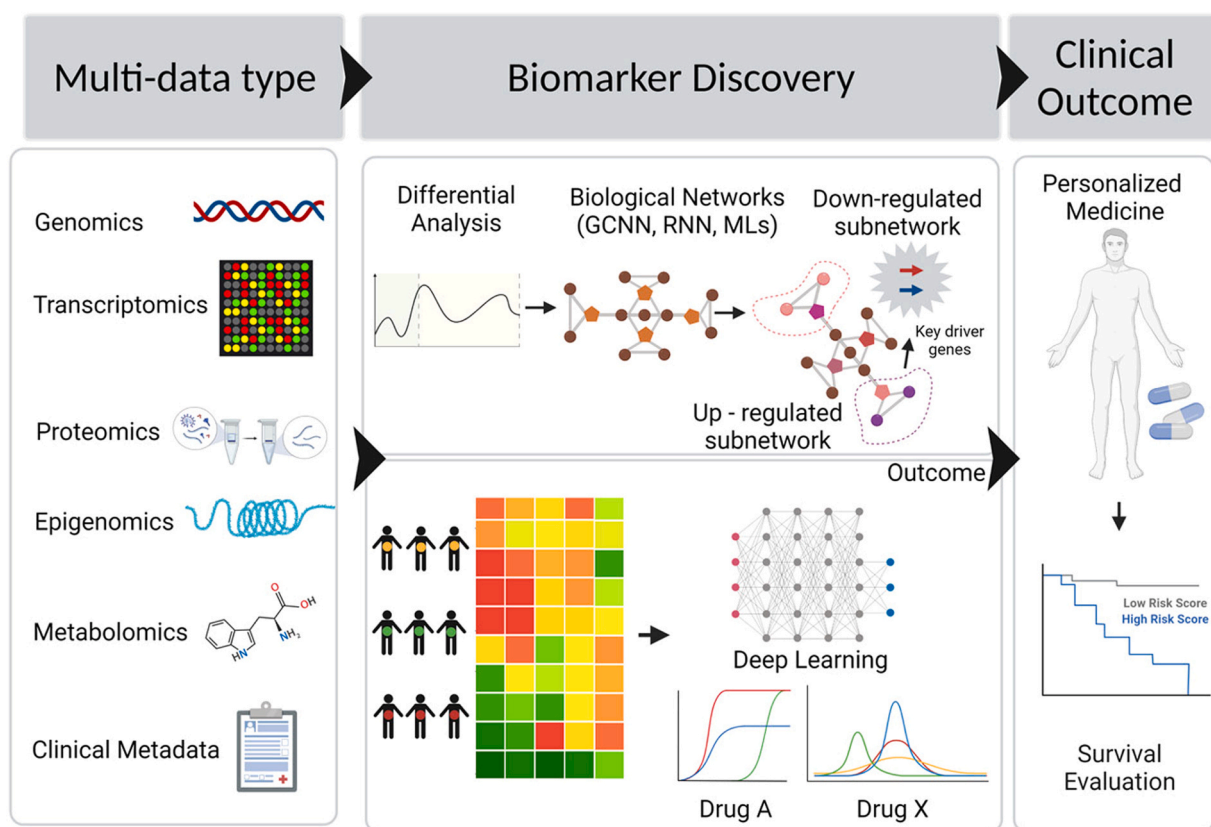 Multi-data type
Biomarker Discovery
Clinical
Outcome
Genomics
Transcriptomics
Proteomics
Epigenomics
Metabolomics
O
OH
NH2
HN
Clinical Metadata
Differential
Analysis
Biological Networks
(GCNN, RNN, MLs)
Down-regulated
subnetwork
Key driver
genes
Up - regulated
subnetwork
Outcome
Deep Learning
Drug A
Drug X
Personalized
Medicine
Low Risk Score
High Risk Score
Survival
Evaluation